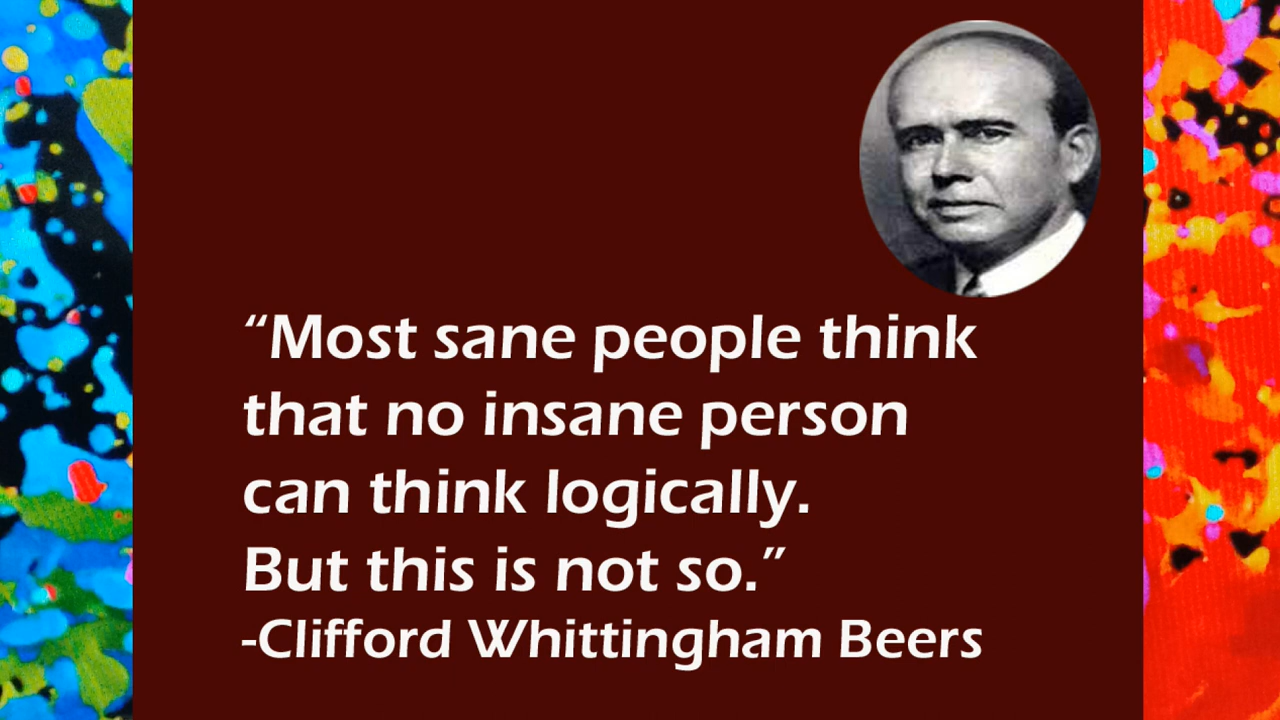 “Most sane people think
that no insane person
can think logically.
But this is not so.”
-Clifford Whittingham Beers